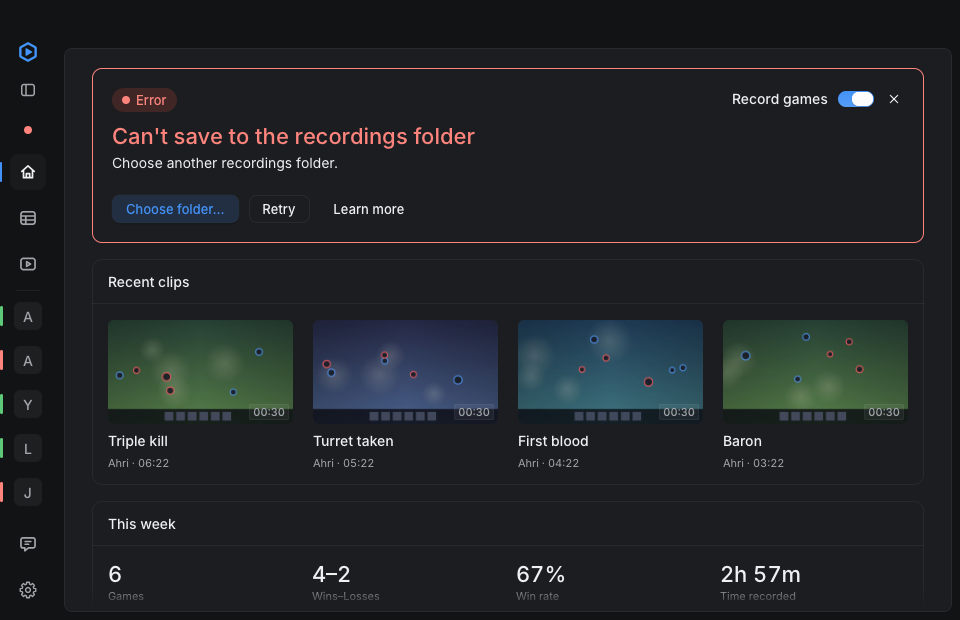 Error
Record games
Can't save to the recordings folder
Choose another recordings folder.
Choose folder...
Retry
Learn more
Recent clips
00:30
00:30
00:30
00:30
Triple kill
Turret taken
First blood
Baron
Ahri · 06:22
Ahri · 05:22
Ahri · 04:22
Ahri · 03:22
A
A
Y
L
J
This week
6
4–2
67%
2h 57m
Games
Wins–Losses
Win rate
Time recorded